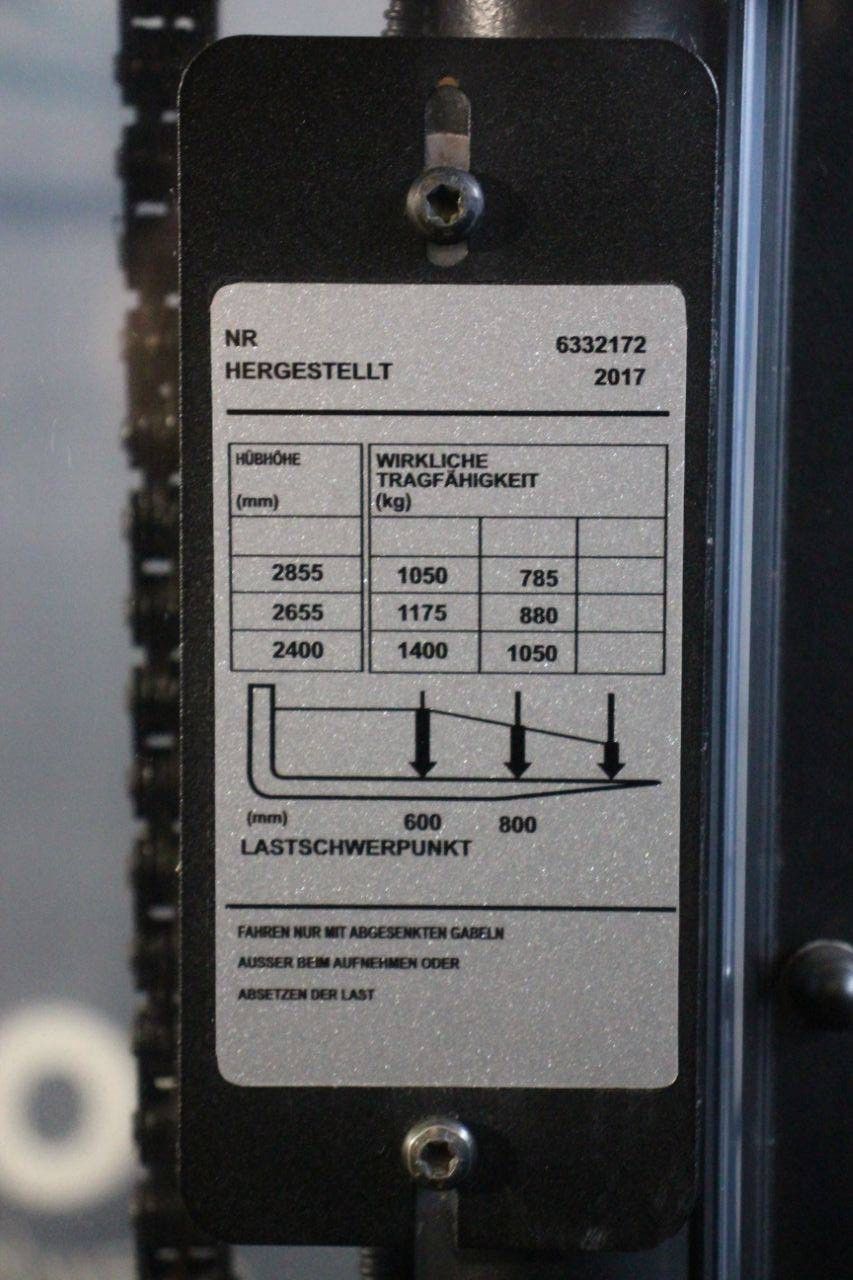 NR 6332172
HERGESTELLT 2017
HÜBHÖHE
(mm)
WIRKLICHE
TRAGFÄHIGKEIT
(kg)
2855 1050 785
2655 1175 880
2400 1400 1050
(mm) 600 800
LASTSCHWERPUNKT
FAHREN NUR MIT ABGESENKTEN GABELN
AUSSER BEIM AUFNEHMEN ODER
ABSETZEN DER LAST